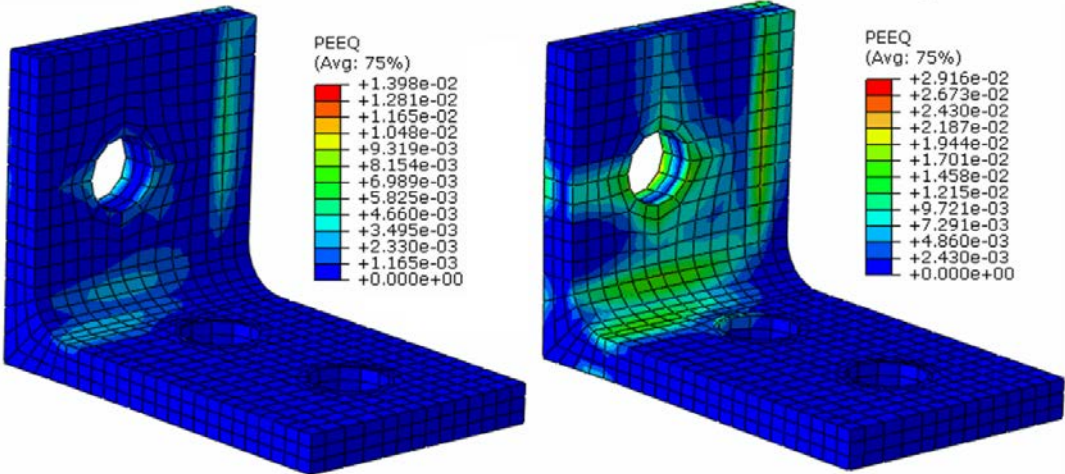 PEEQ
(Avg: 75%)
+1.398e-02
+1.281e-02
+1.165e-02
+1.048e-02
+9.319e-03
+8.154e-03
+6.989e-03
+5.825e-03
+4.660e-03
+3.495e-03
+2.330e-03
+1.165e-03
+0.000e+00
PEEQ
(Avg: 75%)
+2.916e-02
+2.673e-02
+2.430e-02
+2.187e-02
+1.944e-02
+1.701e-02
+1.458e-02
+1.215e-02
+9.721e-03
+7.291e-03
+4.860e-03
+2.430e-03
+0.000e+00